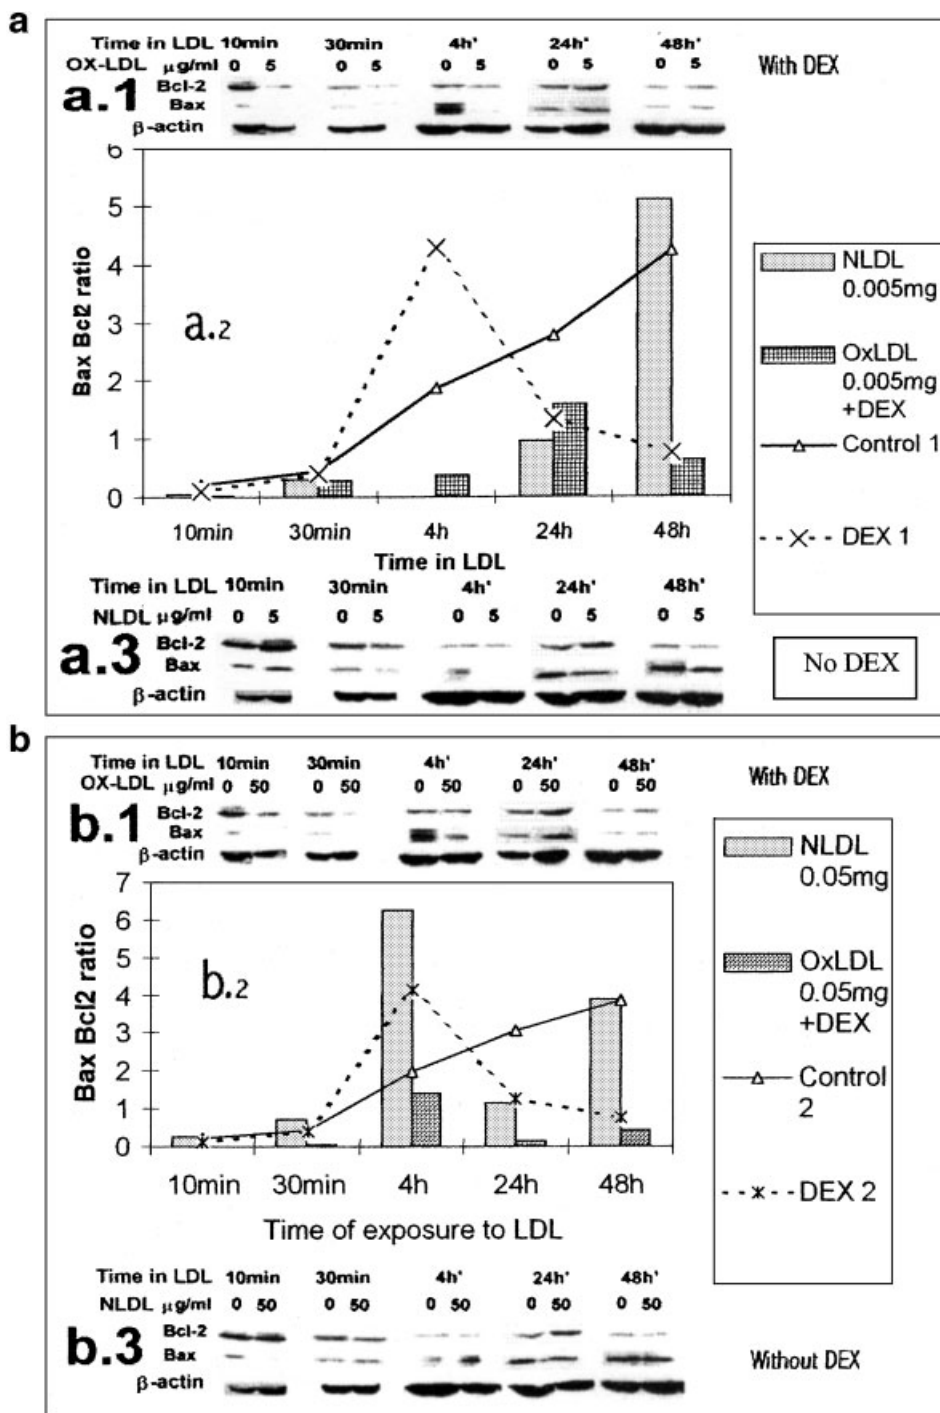 a
Time in LDL 10min 30min 4h' 24h' 48h'
OX-LDL µg/ml 0 5 0 5 0 5 0 5 0 5
With DEX
a.1
Bcl-2
Bax
β-actin
6
5
4
3
2
1
0
Bax Bcl2 ratio
a.2
10min 30min 4h 24h 48h
Time in LDL
NLDL
0.005mg
OxLDL
0.005mg
+DEX
Control 1
DEX 1
Time in LDL 10min 30min 4h' 24h' 48h'
NLDL µg/ml 0 5 0 5 0 5 0 5 0 5
a.3
Bcl-2
Bax
β-actin
No DEX
b
Time in LDL 10min 30min 4h' 24h' 48h'
OX-LDL µg/ml 0 50 0 50 0 50 0 50 0 50
With DEX
b.1
Bcl-2
Bax
β-actin
7
6
5
4
3
2
1
0
Bax Bcl2 ratio
b.2
10min 30min 4h 24h 48h
Time of exposure to LDL
NLDL
0.05mg
OxLDL
0.05mg
+DEX
Control
2
DEX 2
Time in LDL 10min 30min 4h' 24h' 48h'
NLDL µg/ml 0 50 0 50 0 50 0 50 0 50
b.3
Bcl-2
Bax
β-actin
Without DEX